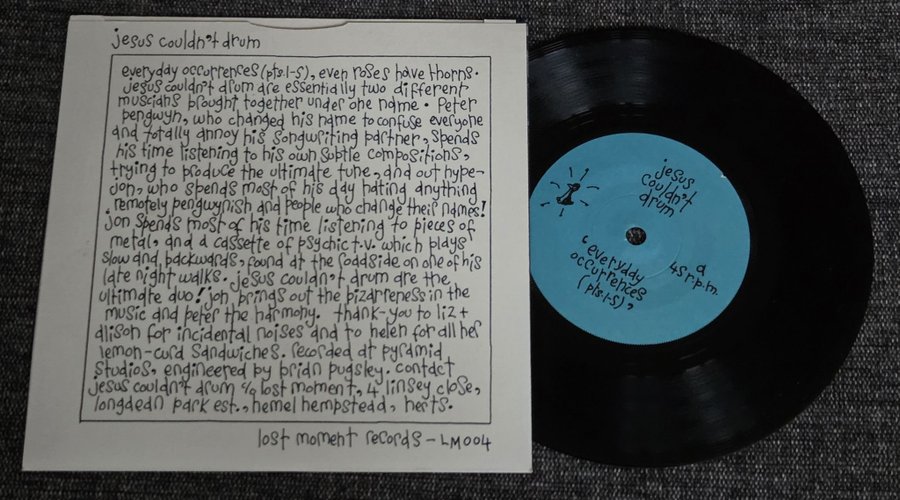 jesus couldn't drum
everyday occurrences (pts.1-5), even roses have thorns.
jesus couldn't drum are essentially two different
muscians brought together under one name. Peter
pengwyn, who changed his name to confuse everyone
and totally annoy his songwriting partner, spends
his time listening to his own subtle compositions,
trying to produce the ultimate tune, and out hype-
jon, who spends most of his day hating anything
remotely pengwynish and people who change their names!
jon spends most of his time listening to pieces of
metal, and a cassette of psychic t.v. which plays
slow and backwards, found at the roadside on one of his
late night walks. jesus couldn't drum are the
ultimate duo! jon brings out the bizarreness in the
music and peter the harmony. thank-you to liz +
alison for incidental noises and to helen for all her
lemon-curd sandwiches. recorded at pyramid
studios, engineered by brian pugsley. contact
jesus couldn't drum c/o lost moment, 4 linsey close,
longdean park est., hemel hempstead, herts.
lost moment records - LM004
jesus
couldn't
drum
'everyday
occurrences
(pts.1-5),
a
45 r.p.m.